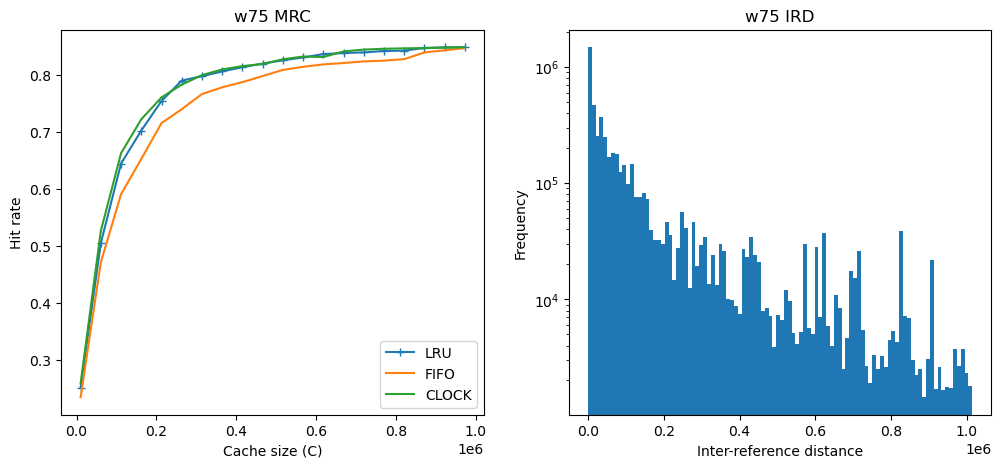 w75 MRC
Hit rate
0.8
0.7
0.6
0.5
0.4
0.3
0.0
0.2
0.4
0.6
0.8
1.0
1e6
Cache size (C)
LRU
FIFO
CLOCK
w75 IRD
Frequency
10^6
10^5
10^4
0.0
0.2
0.4
0.6
0.8
1.0
1e6
Inter-reference distance